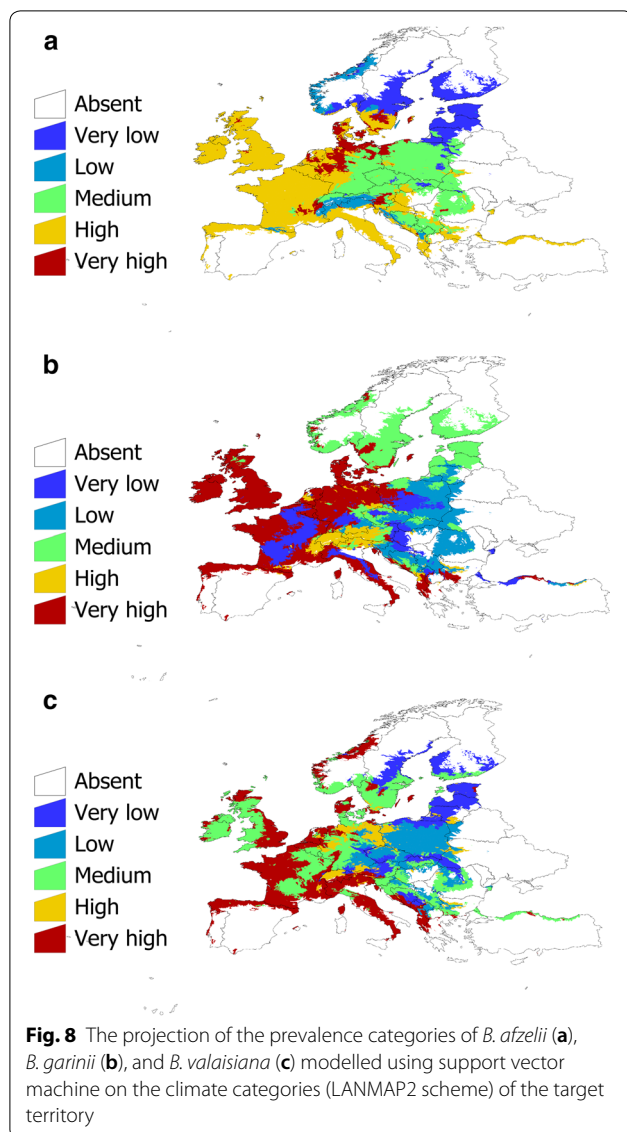 a
Absent
Very low
Low
Medium
High
Very high
b
Absent
Very low
Low
Medium
High
Very high
c
Absent
Very low
Low
Medium
High
Very high
Fig. 8 The projection of the prevalence categories of B. afzelii (a),
B. garinii (b), and B. valaisiana (c) modelled using support vector
machine on the climate categories (LANMAP2 scheme) of the target
territory